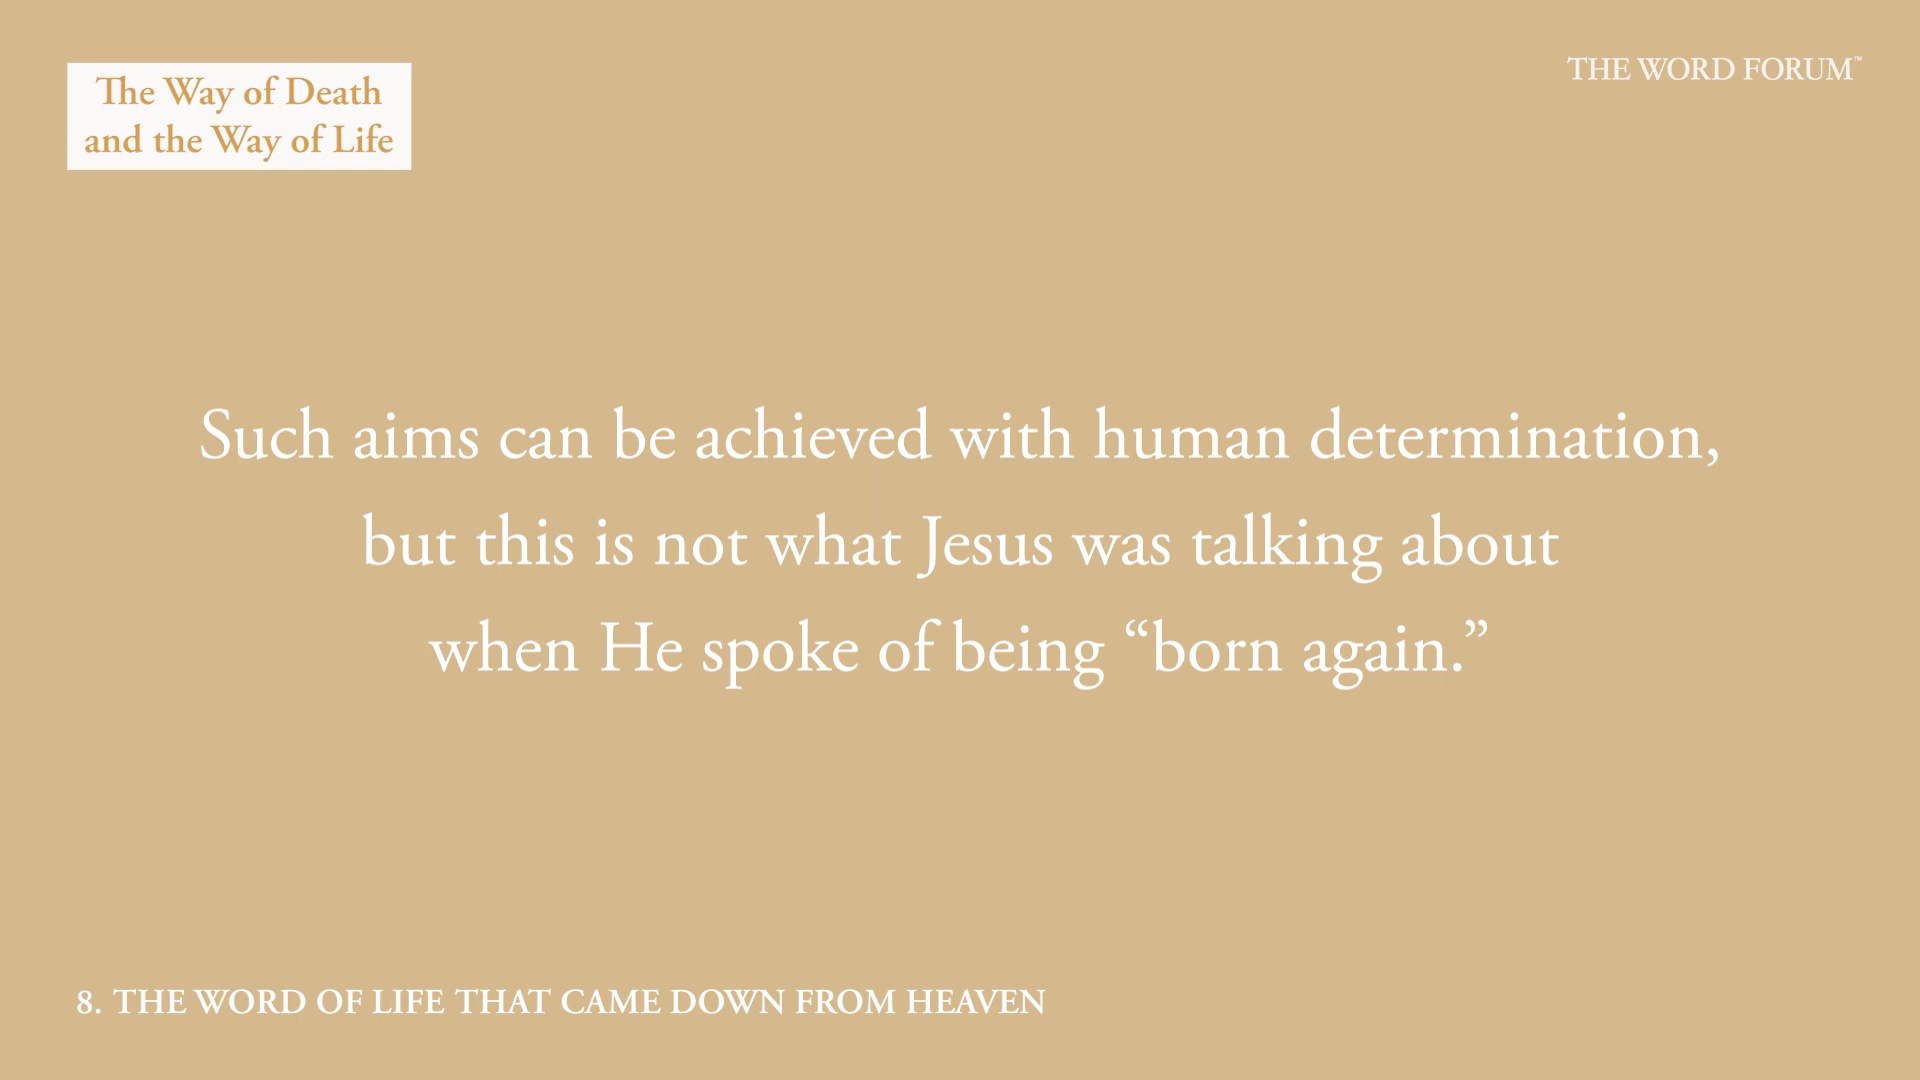 The Way of Death
and the Way of Life
THE WORD FORUM™
Such aims can be achieved with human determination,
but this is not what Jesus was talking about
when He spoke of being “born again.”
8. THE WORD OF LIFE THAT CAME DOWN FROM HEAVEN